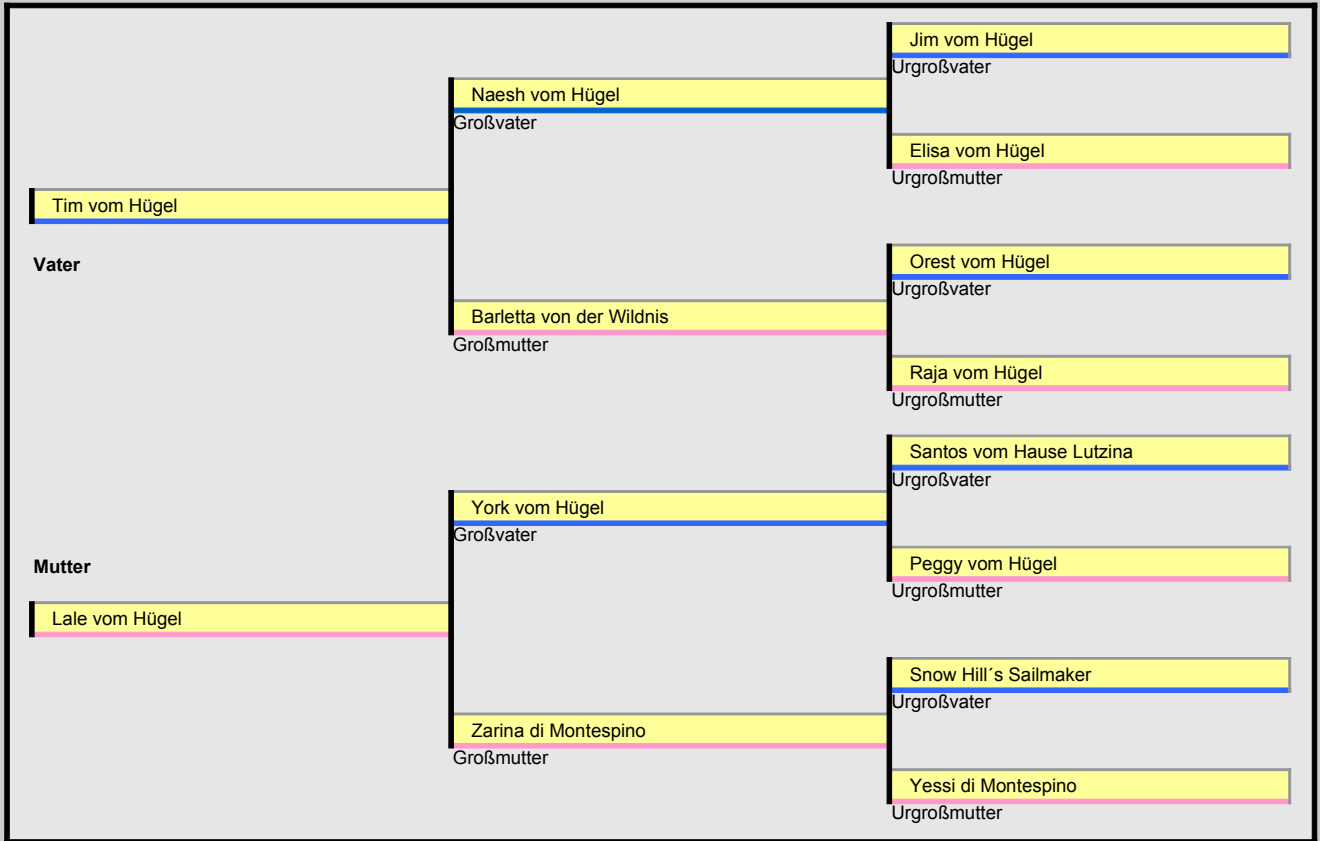 Jim vom Hügel
Urgroßvater
Naesh vom Hügel
Großvater
Elisa vom Hügel
Urgroßmutter
Tim vom Hügel
Vater
Orest vom Hügel
Urgroßvater
Barletta von der Wildnis
Großmutter
Raja vom Hügel
Urgroßmutter
Santos vom Hause Lutzina
Urgroßvater
York vom Hügel
Großvater
Mutter
Peggy vom Hügel
Urgroßmutter
Lale vom Hügel
Snow Hill´s Sailmaker
Urgroßvater
Zarina di Montespino
Großmutter
Yessi di Montespino
Urgroßmutter